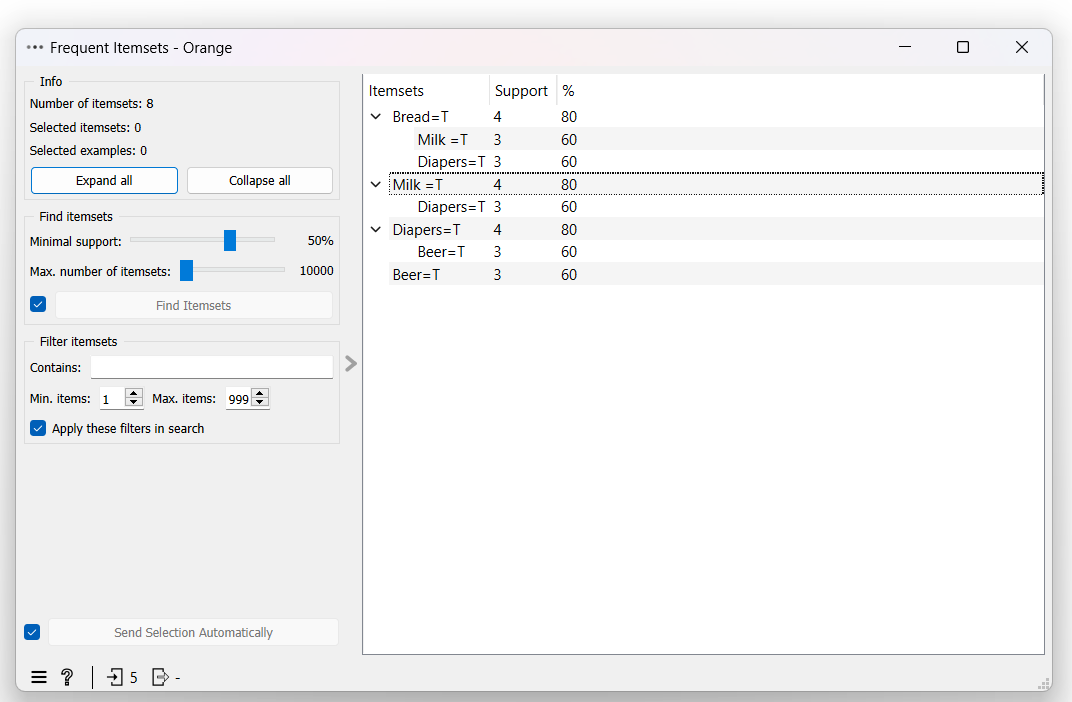 Frequent Itemsets - Orange
Info
Number of itemsets: 8
Selected itemsets: 0
Selected examples: 0
Expand all Collapse all
Find itemsets
Minimal support: 50%
Max. number of itemsets: 10000
Find Itemsets
Filter itemsets
Contains:
Min. items: 1 Max. items: 999
Apply these filters in search
Send Selection Automatically
? 5 -
Itemsets Support %
Bread=T 4 80
Milk =T 3 60
Diapers=T 3 60
Milk =T 4 80
Diapers=T 3 60
Diapers=T 4 80
Beer=T 3 60
Beer=T 3 60